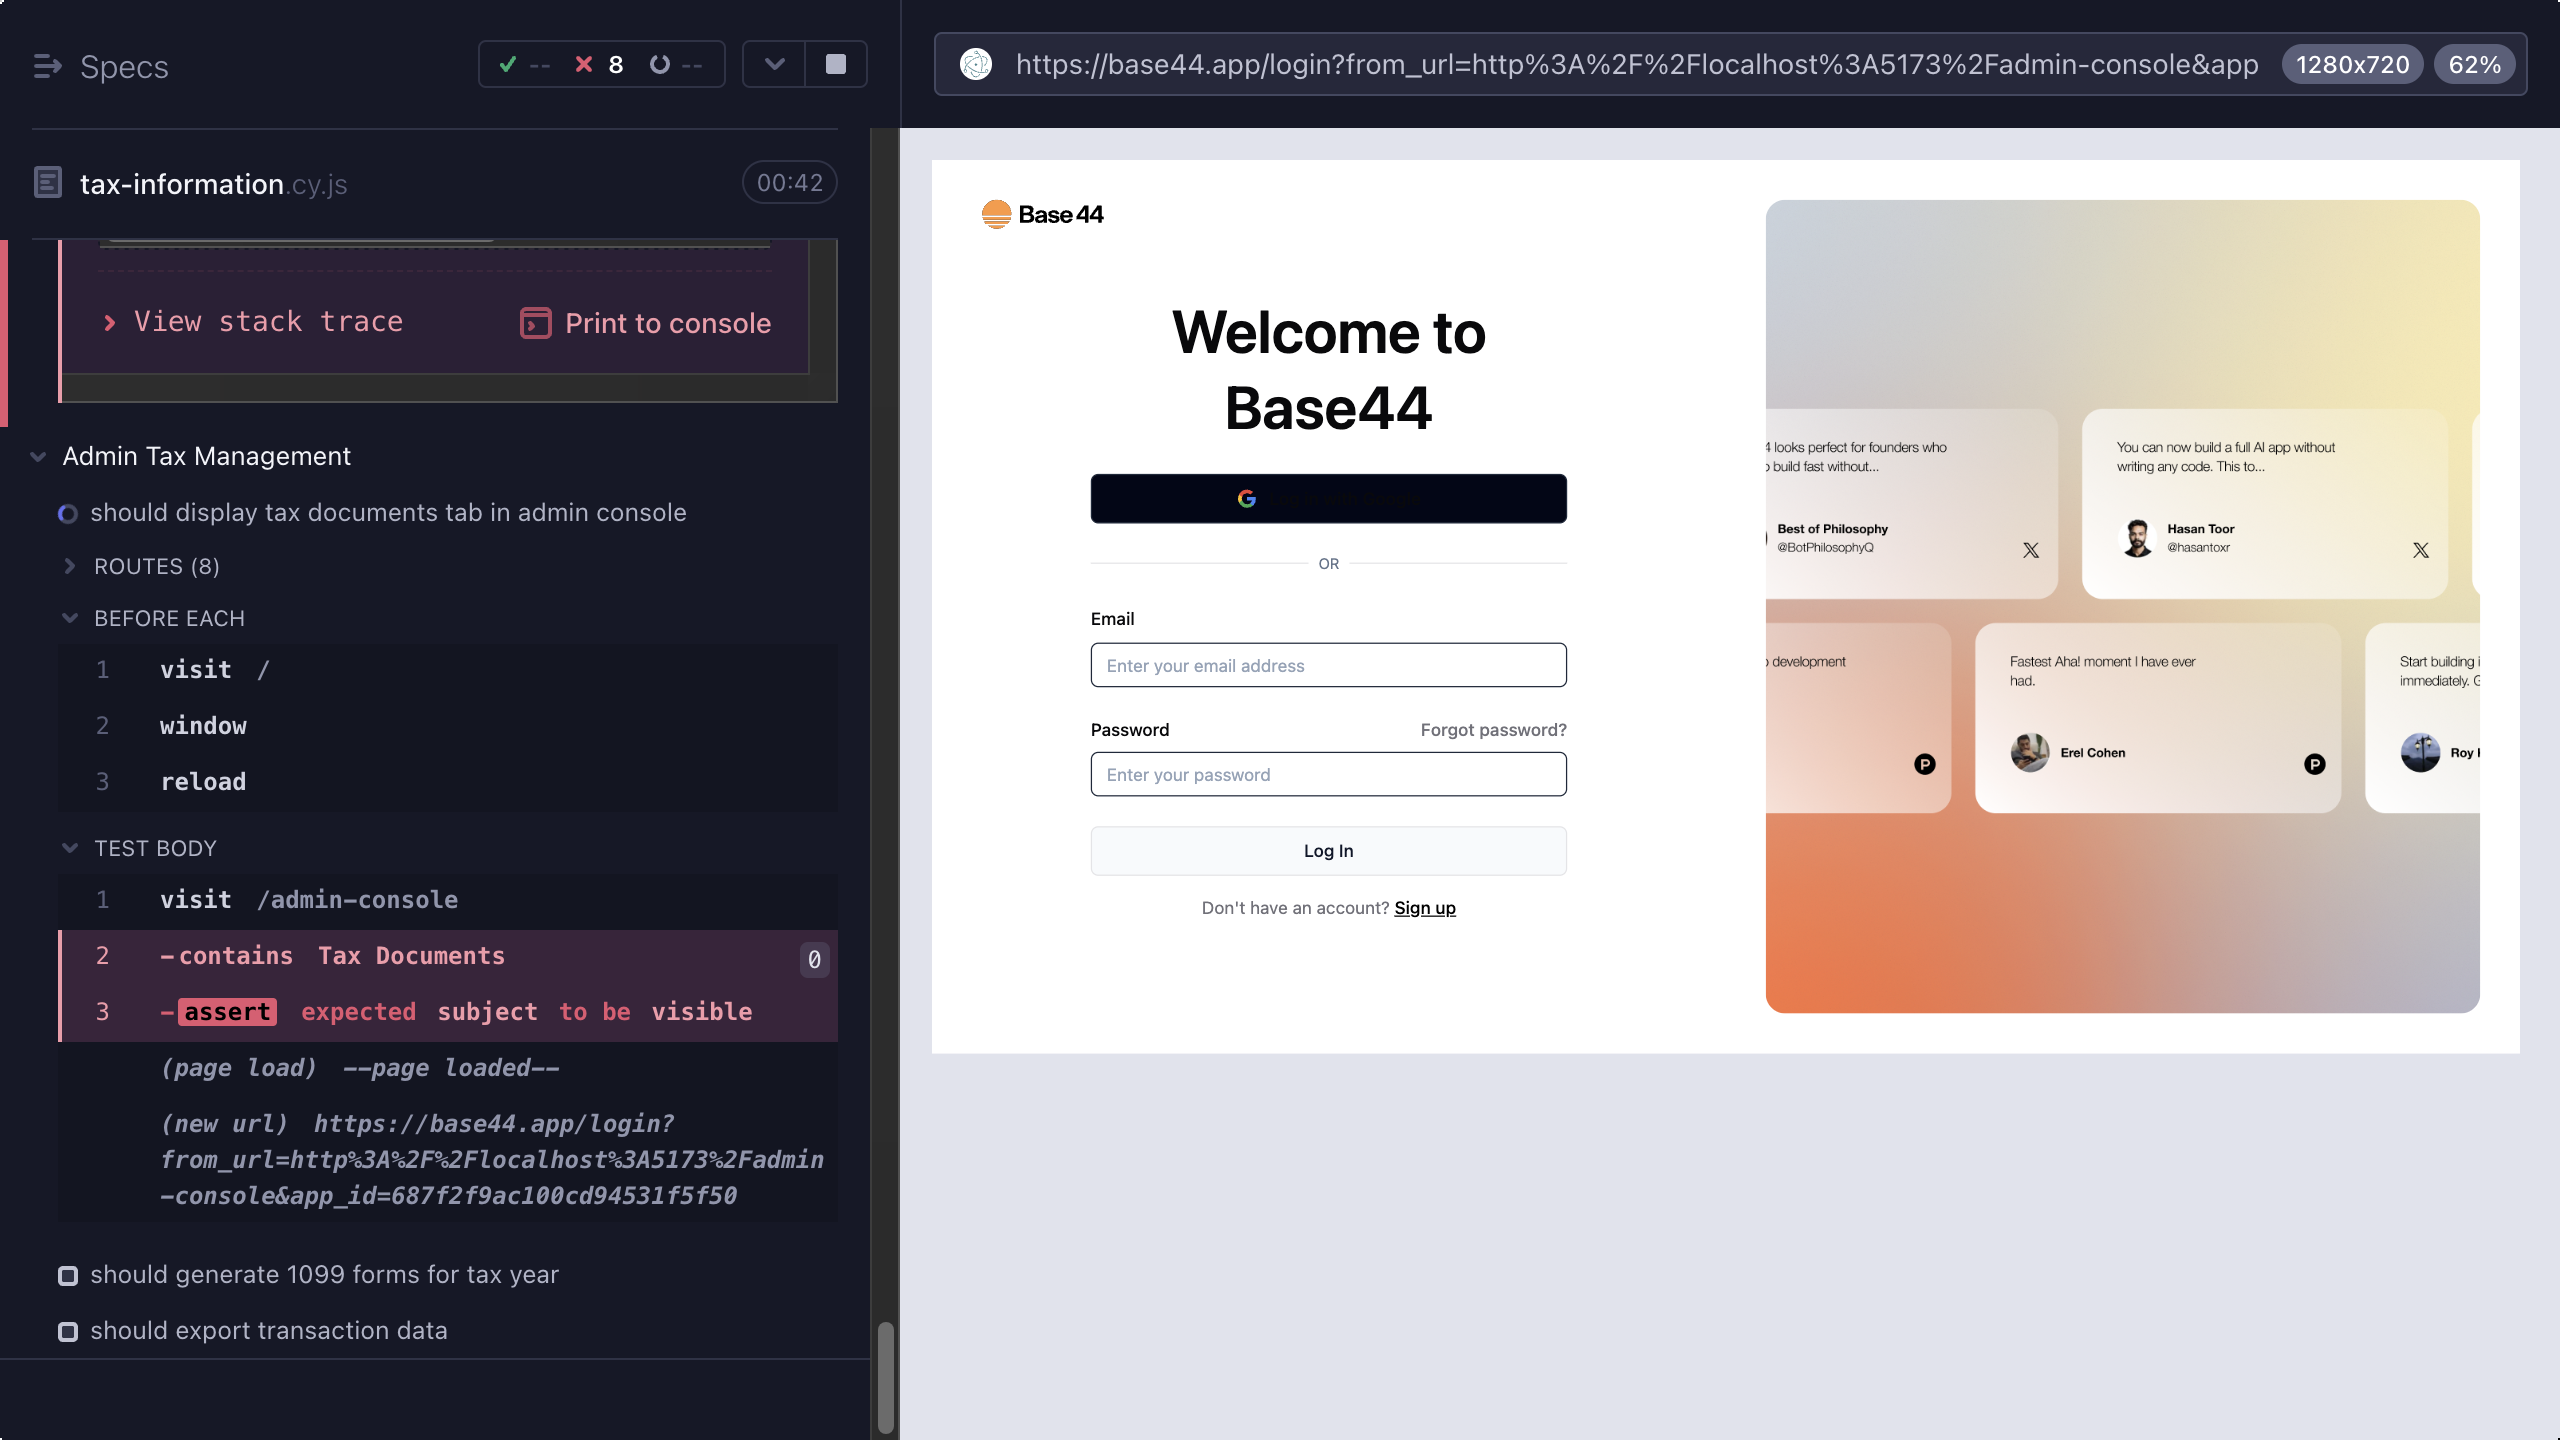 Specs
-- 8 --
tax-information.cy.js
00:42
View stack trace
Print to console
Admin Tax Management
should display tax documents tab in admin console
ROUTES (8)
BEFORE EACH
1 visit /
2 window
3 reload
TEST BODY
1 visit /admin-console
2 -contains Tax Documents 0
3 -assert expected subject to be visible
(page load) --page loaded--
(new url) https://base44.app/login?
from_url=http%3A%2F%2Flocalhost%3A5173%2Fadmin
-console&app_id=687f2f9ac100cd94531f5f50
should generate 1099 forms for tax year
should export transaction data
https://base44.app/login?from_url=http%3A%2F%2Flocalhost%3A5173%2Fadmin-console&app
1280x720
62%
Base 44
Welcome to
Base44
OR
Email
Enter your email address
Password
Forgot password?
Enter your password
Log In
Don't have an account? Sign up
looks perfect for founders who
build fast without...
Best of Philosophy
@BotPhilosophyQ
You can now build a full AI app without
writing any code. This to...
Hasan Toor
@hasantoxr
development
Fastest Aha! moment I have ever
had.
Erel Cohen
Start building
immediately.
Roy